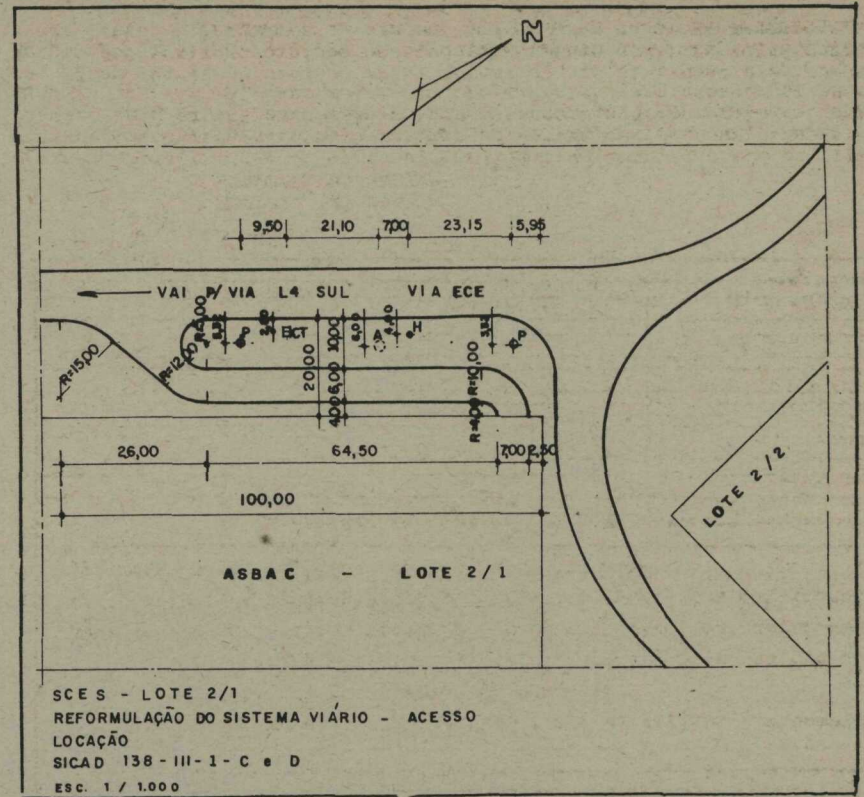 N
9,50 21,10 7,00 23,15 5,95
VAI P/ VIA L4 SUL VIA ECE
R=15,00
R=12,00
P
ECT
A
H
P
20,00
10,00
6,00
4,00
R=10,00
26,00 64,50 7,00 2,50
100,00
LOTE 2/2
ASBAC - LOTE 2/1
SCES - LOTE 2/1
REFORMULAÇÃO DO SISTEMA VIÁRIO - ACESSO
LOCAÇÃO
SICAD 138-III-1-C e D
ESC. 1 / 1.000